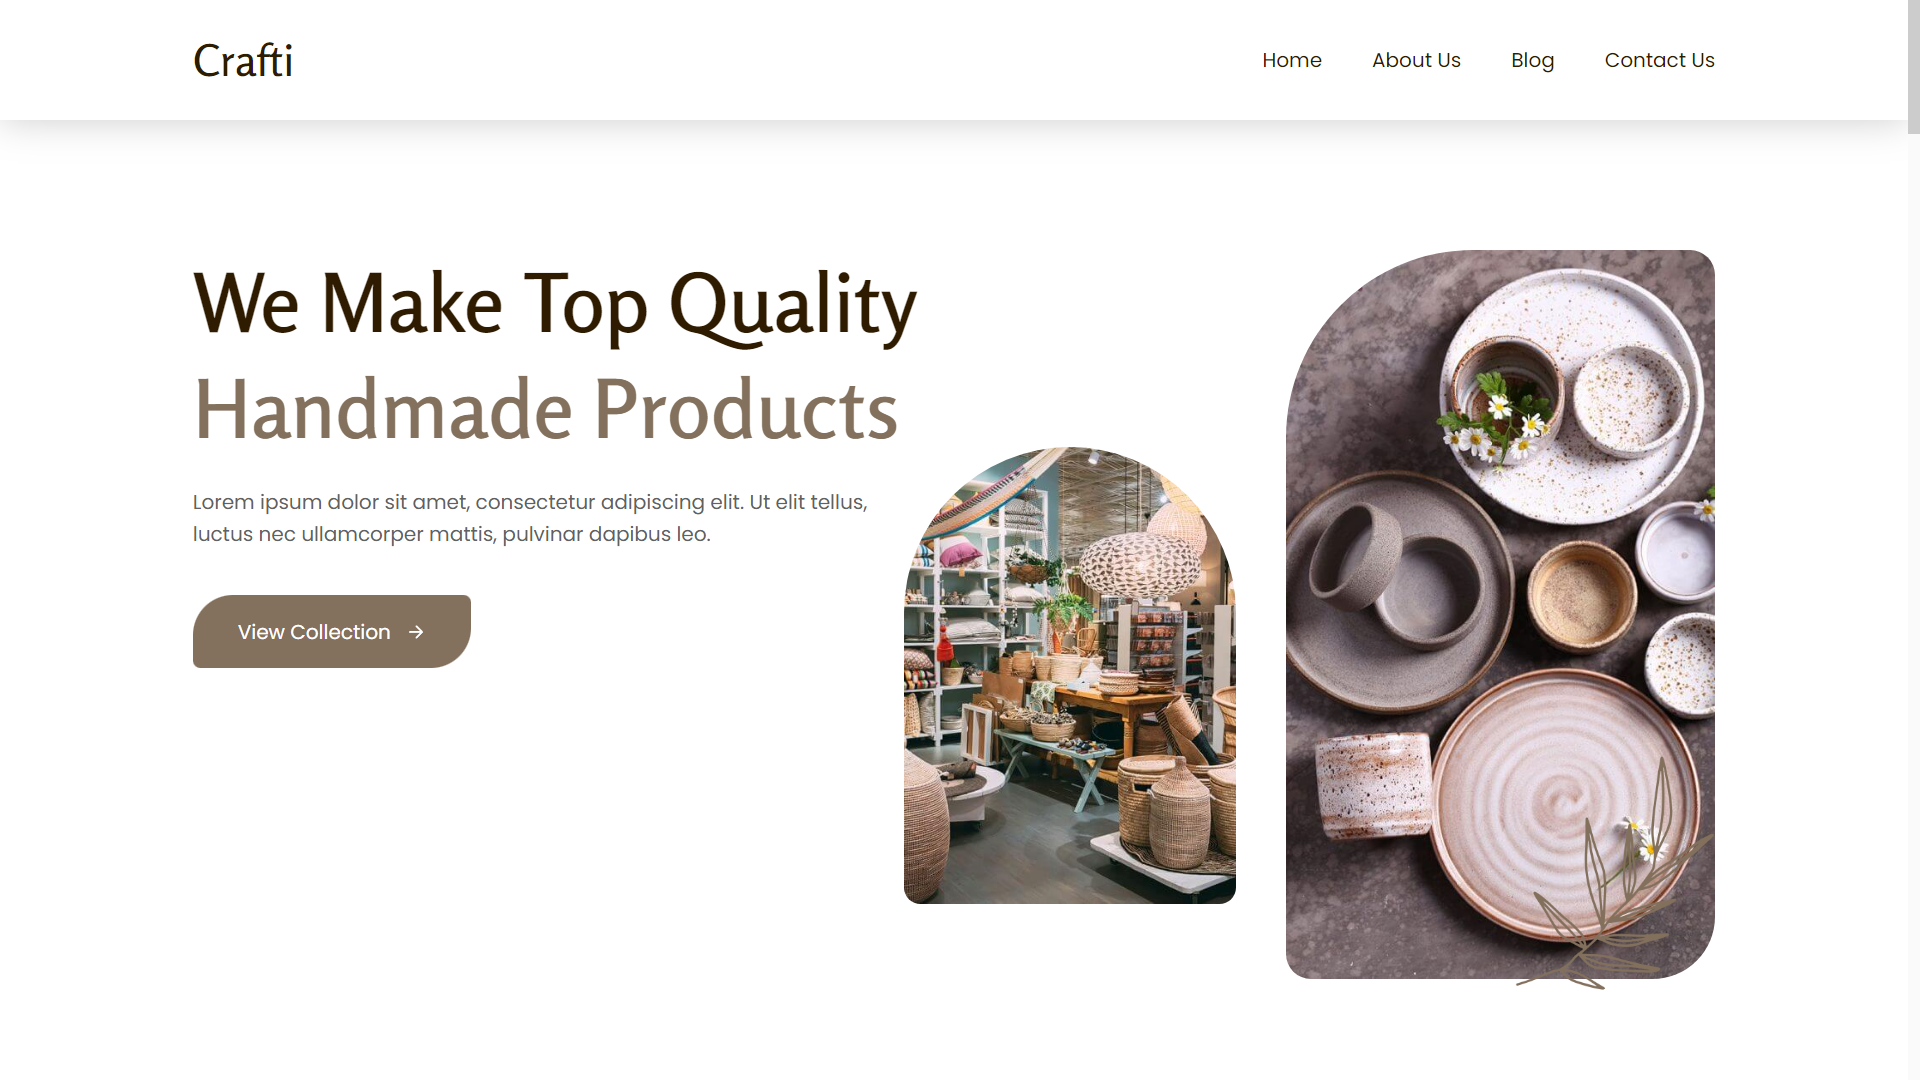 Crafti
Home
About Us
Blog
Contact Us
We Make Top Quality
Handmade Products
Lorem ipsum dolor sit amet, consectetur adipiscing elit. Ut elit tellus,
luctus nec ullamcorper mattis, pulvinar dapibus leo.
View Collection →